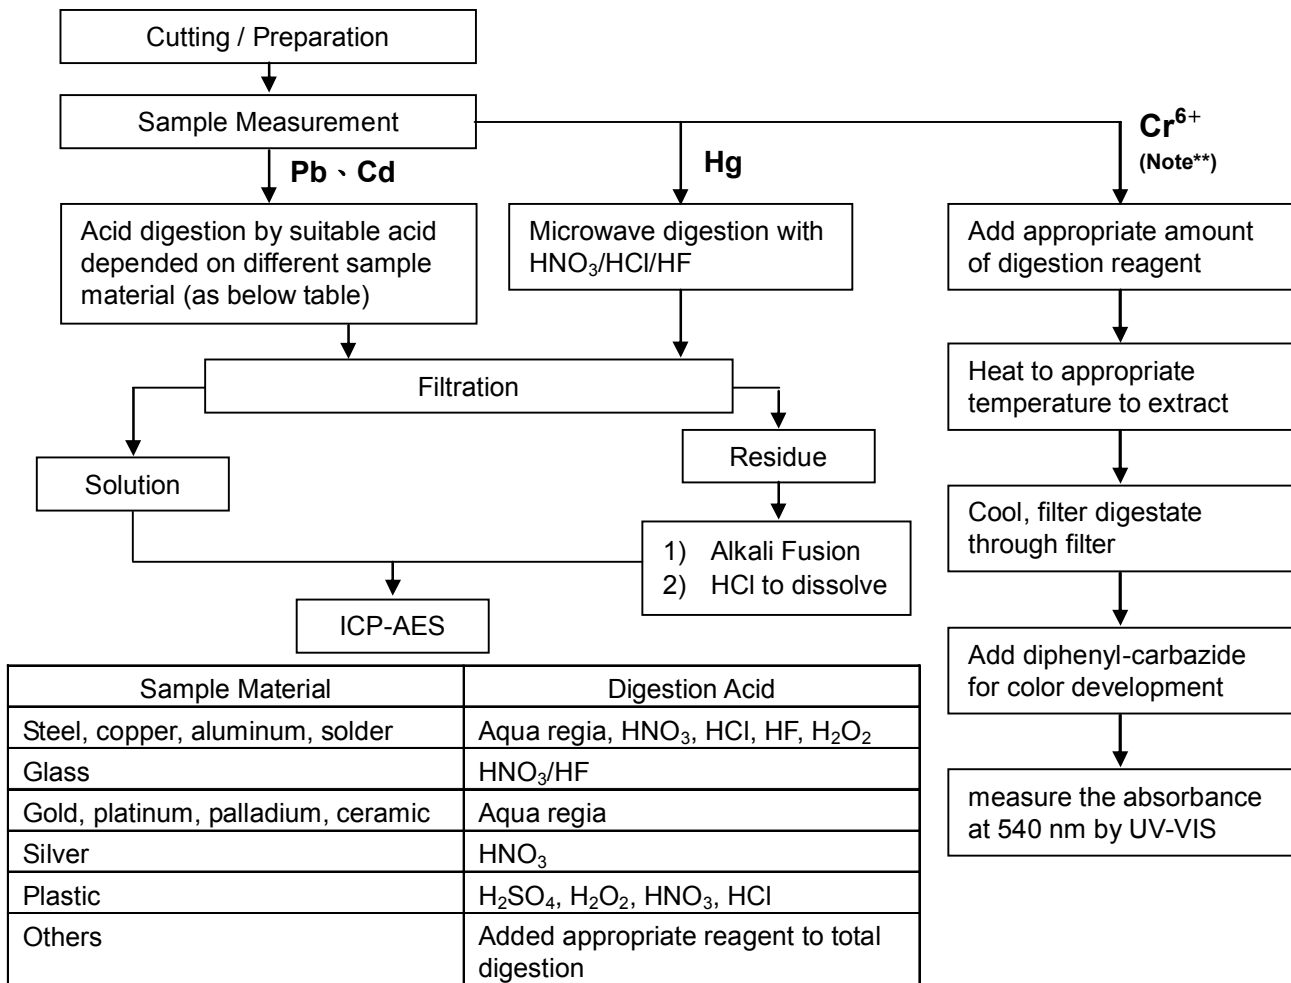 Cutting / Preparation
Sample Measurement
Pb、Cd
Hg
Cr⁶⁺
(Note**)
Acid digestion by suitable acid
depended on different sample
material (as below table)
Microwave digestion with
HNO₃/HCl/HF
Add appropriate amount
of digestion reagent
Filtration
Heat to appropriate
temperature to extract
Solution
Residue
1) Alkali Fusion
2) HCl to dissolve
Cool, filter digestate
through filter
ICP-AES
Add diphenyl-carbazide
for color development
measure the absorbance
at 540 nm by UV-VIS
Sample Material Digestion Acid
Steel, copper, aluminum, solder Aqua regia, HNO₃, HCl, HF, H₂O₂
Glass HNO₃/HF
Gold, platinum, palladium, ceramic Aqua regia
Silver HNO₃
Plastic H₂SO₄, H₂O₂, HNO₃, HCl
Others Added appropriate reagent to total
digestion